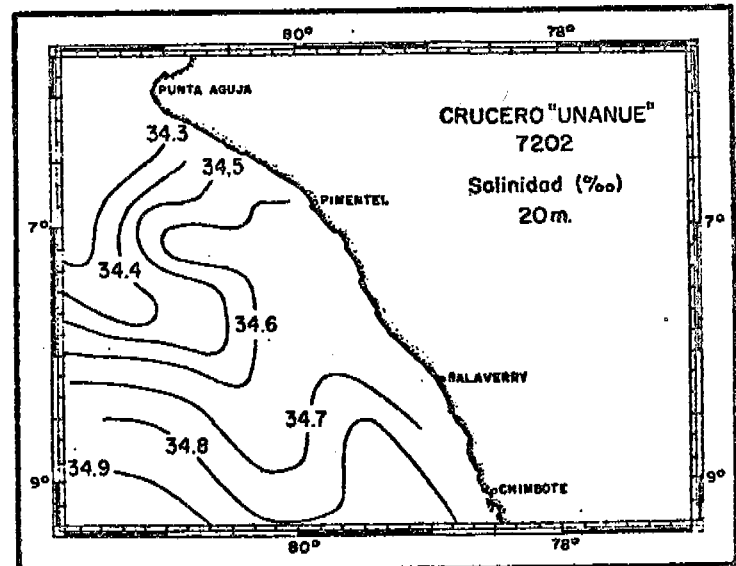 80° 78°
PUNTA AGUJA
CRUCERO "UNANUE"
7202
34.3
34.5
Salinidad (‰)
PIMENTEL
20 m.
7° 7°
34.4
34.6
SALAVERRY
34.7
34.8
34.9
9° 9°
CHIMBOTE
80° 78°